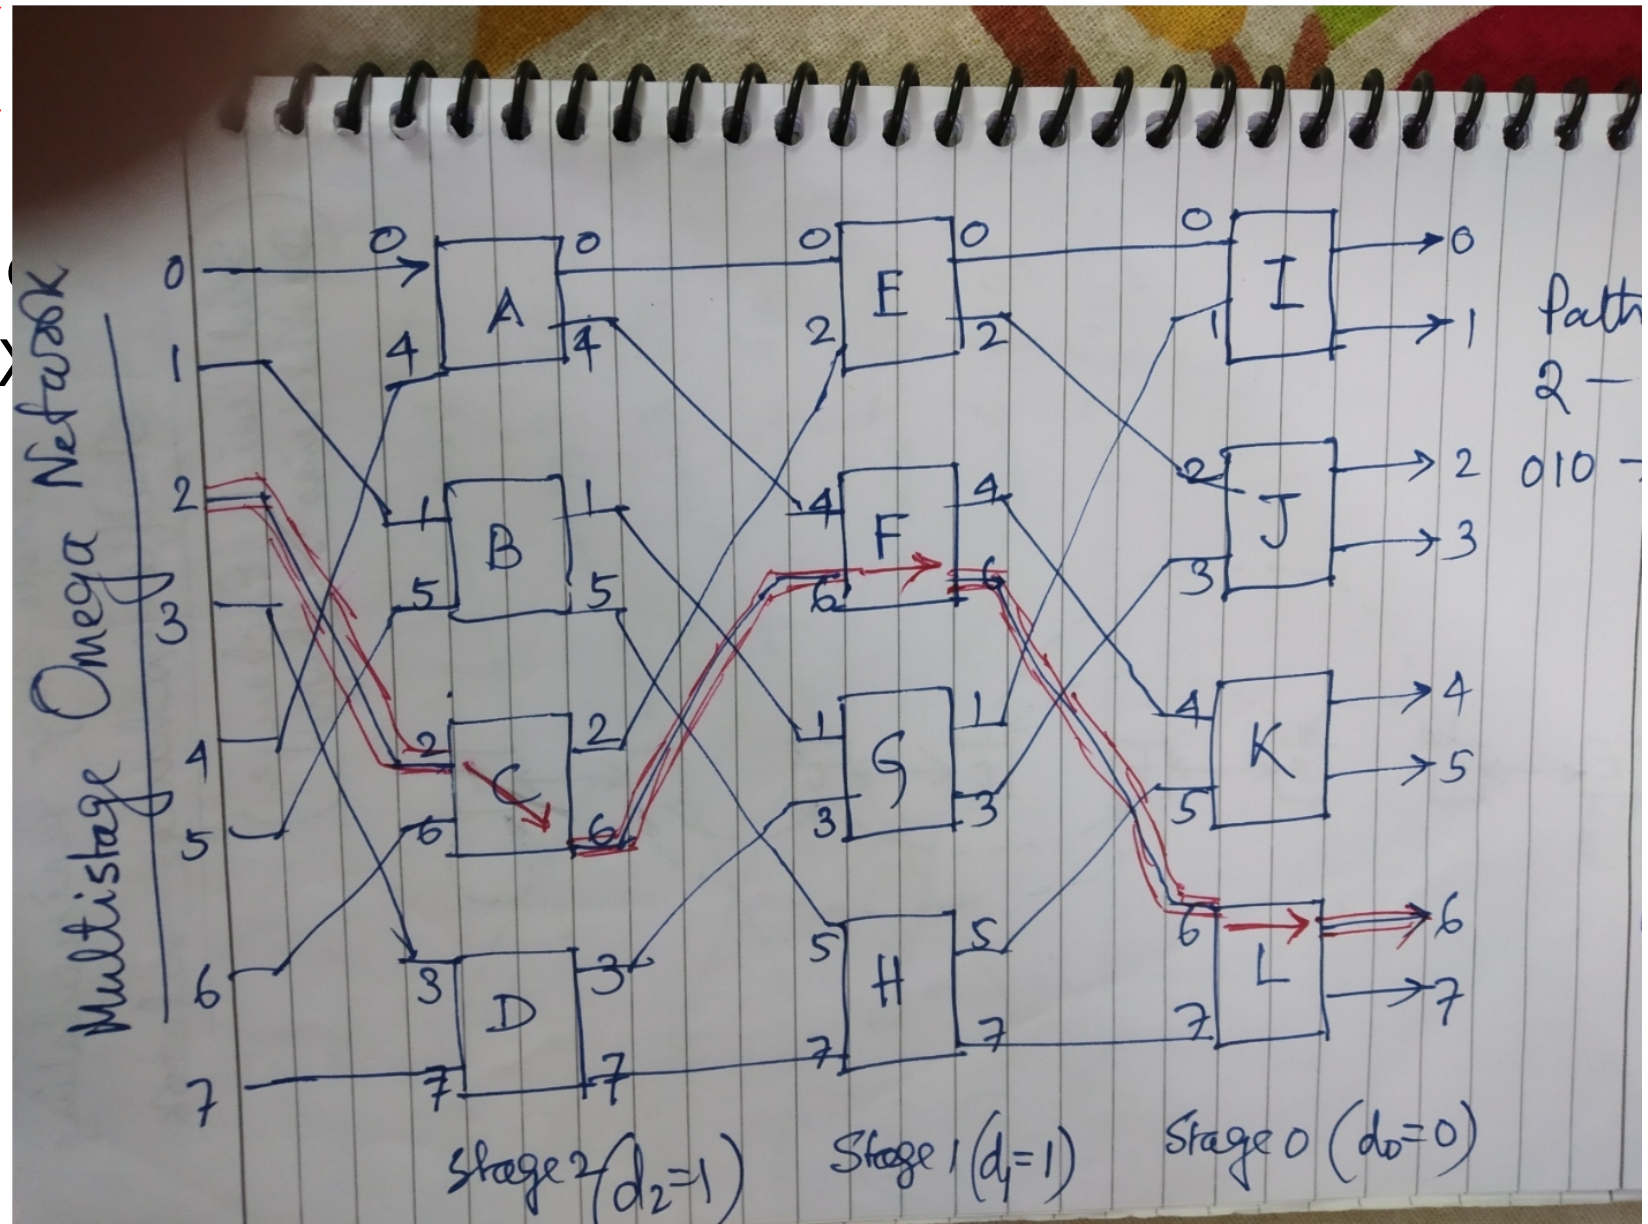 Multistage Omega Network
0 0 A 0 0 E 0 0 I 0
1 4 4 2 2 1 1
Path
2 -
010 -
2 1 B 1 4 F 4 2 J 2
3 5 5 6 6 3 3
4 2 C 2 1 G 1 4 K 4
5 6 6 3 3 5 5
6 3 D 3 5 H 5 6 L 6
7 7 7 7 7 7 7
Stage 2 (d2=1) Stage 1 (d1=1) Stage 0 (d0=0)